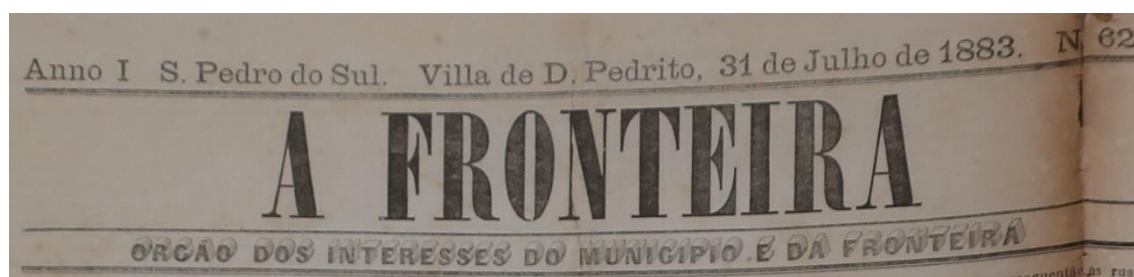 Anno I S. Pedro do Sul. Villa de D. Pedrito, 31 de Julho de 1883. N 62
A FRONTEIRA
ORGÃO DOS INTERESSES DO MUNICIPIO E DA FRONTEIRA